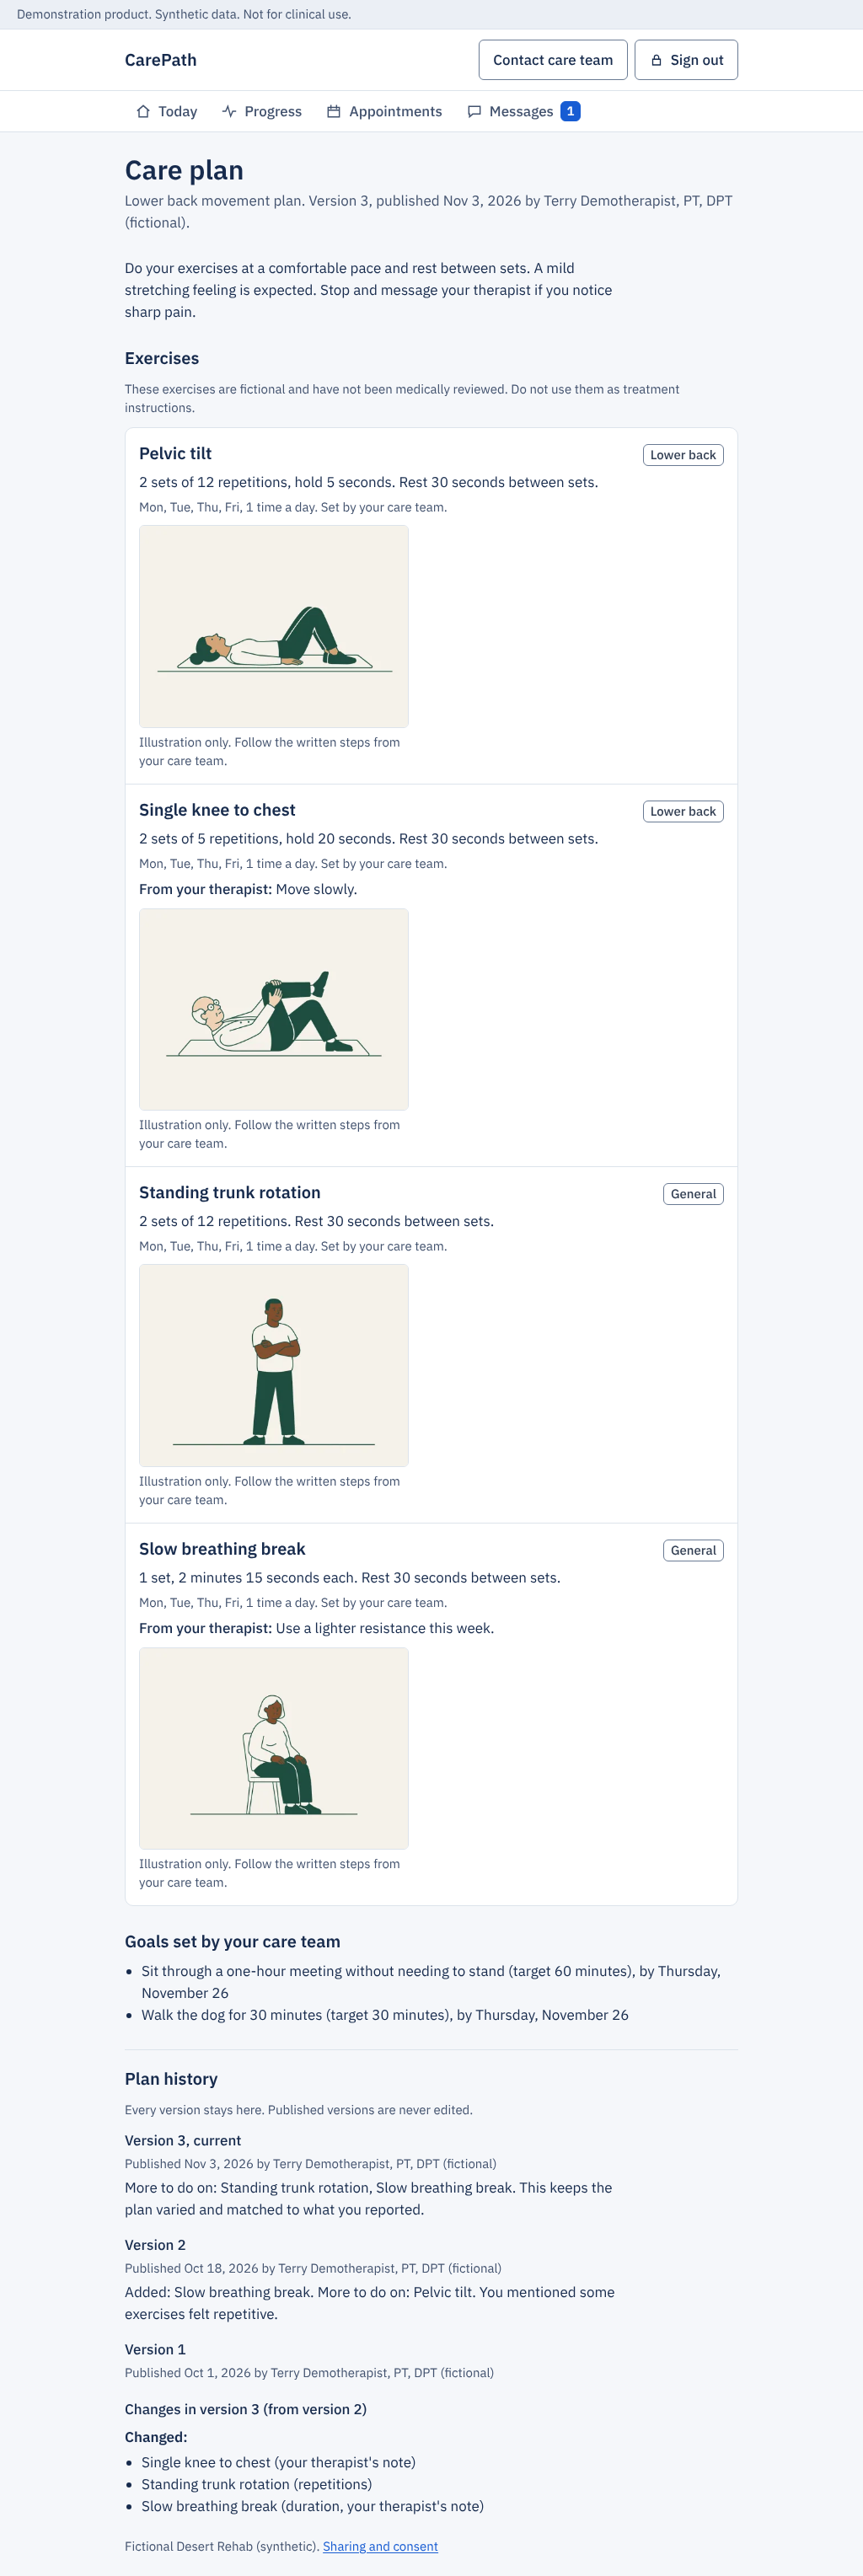 Demonstration product. Synthetic data. Not for clinical use.
CarePath
Contact care team
Sign out
Today
Progress
Appointments
Messages 1
Care plan
Lower back movement plan. Version 3, published Nov 3, 2026 by Terry Demotherapist, PT, DPT
(fictional).
Do your exercises at a comfortable pace and rest between sets. A mild
stretching feeling is expected. Stop and message your therapist if you notice
sharp pain.
Exercises
These exercises are fictional and have not been medically reviewed. Do not use them as treatment
instructions.
Pelvic tilt
Lower back
2 sets of 12 repetitions, hold 5 seconds. Rest 30 seconds between sets.
Mon, Tue, Thu, Fri, 1 time a day. Set by your care team.
Illustration only. Follow the written steps from
your care team.
Single knee to chest
Lower back
2 sets of 5 repetitions, hold 20 seconds. Rest 30 seconds between sets.
Mon, Tue, Thu, Fri, 1 time a day. Set by your care team.
From your therapist: Move slowly.
Illustration only. Follow the written steps from
your care team.
Standing trunk rotation
General
2 sets of 12 repetitions. Rest 30 seconds between sets.
Mon, Tue, Thu, Fri, 1 time a day. Set by your care team.
Illustration only. Follow the written steps from
your care team.
Slow breathing break
General
1 set, 2 minutes 15 seconds each. Rest 30 seconds between sets.
Mon, Tue, Thu, Fri, 1 time a day. Set by your care team.
From your therapist: Use a lighter resistance this week.
Illustration only. Follow the written steps from
your care team.
Goals set by your care team
• Sit through a one-hour meeting without needing to stand (target 60 minutes), by Thursday,
November 26
• Walk the dog for 30 minutes (target 30 minutes), by Thursday, November 26
Plan history
Every version stays here. Published versions are never edited.
Version 3, current
Published Nov 3, 2026 by Terry Demotherapist, PT, DPT (fictional)
More to do on: Standing trunk rotation, Slow breathing break. This keeps the
plan varied and matched to what you reported.
Version 2
Published Oct 18, 2026 by Terry Demotherapist, PT, DPT (fictional)
Added: Slow breathing break. More to do on: Pelvic tilt. You mentioned some
exercises felt repetitive.
Version 1
Published Oct 1, 2026 by Terry Demotherapist, PT, DPT (fictional)
Changes in version 3 (from version 2)
Changed:
• Single knee to chest (your therapist's note)
• Standing trunk rotation (repetitions)
• Slow breathing break (duration, your therapist's note)
Fictional Desert Rehab (synthetic). Sharing and consent